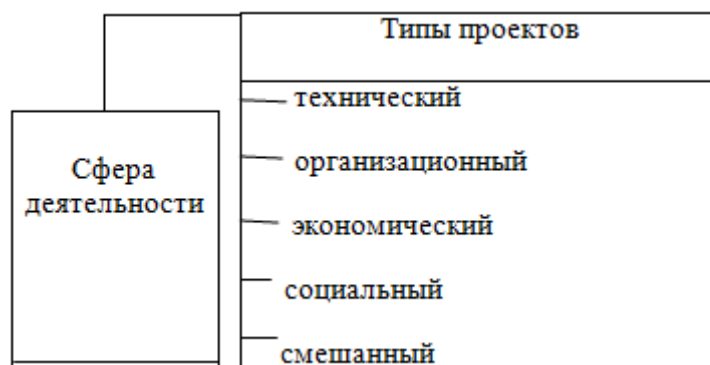 Типы проектов
технический
Сфера
деятельности
организационный
экономический
социальный
смешанный